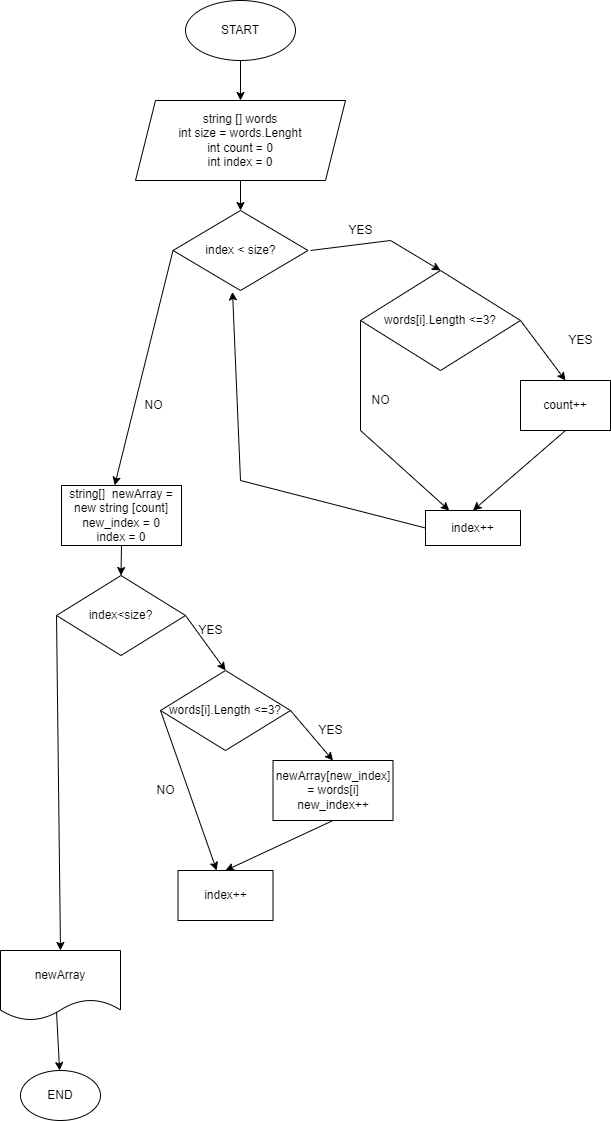 START
string [] words
int size = words.Lenght
int count = 0
int index = 0
index < size?
YES
words[i].Length <=3?
YES
NO
count++
index++
NO
string[]  newArray =
new string [count]
new_index = 0
index = 0
index<size?
YES
words[i].Length <=3?
YES
NO
newArray[new_index]
= words[i]
new_index++
index++
newArray
END